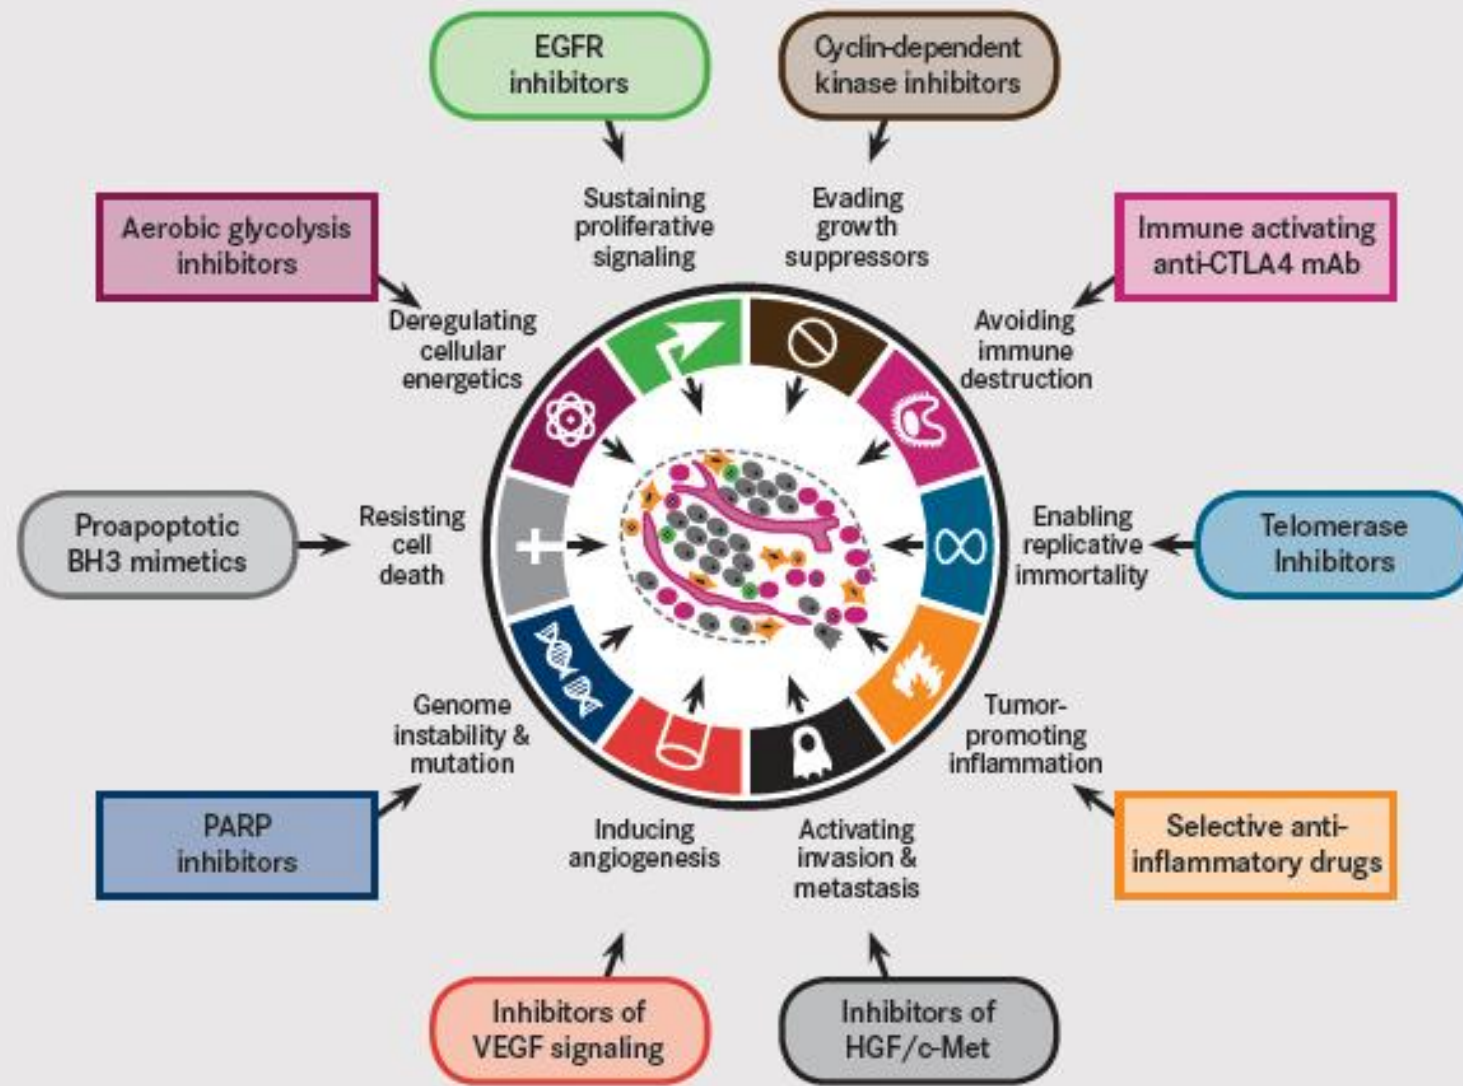 EGFR
inhibitors
Cyclin-dependent
kinase inhibitors
Sustaining
proliferative
signaling
Evading
growth
suppressors
Aerobic glycolysis
inhibitors
Immune activating
anti-CTLA4 mAb
Deregulating
cellular
energetics
Avoiding
immune
destruction
Proapoptotic
BH3 mimetics
Resisting
cell
death
Enabling
replicative
immortality
Telomerase
Inhibitors
Genome
instability &
mutation
Tumor-
promoting
inflammation
PARP
inhibitors
Inducing
angiogenesis
Activating
invasion &
metastasis
Selective anti-
inflammatory drugs
Inhibitors of
VEGF signaling
Inhibitors of
HGF/c-Met